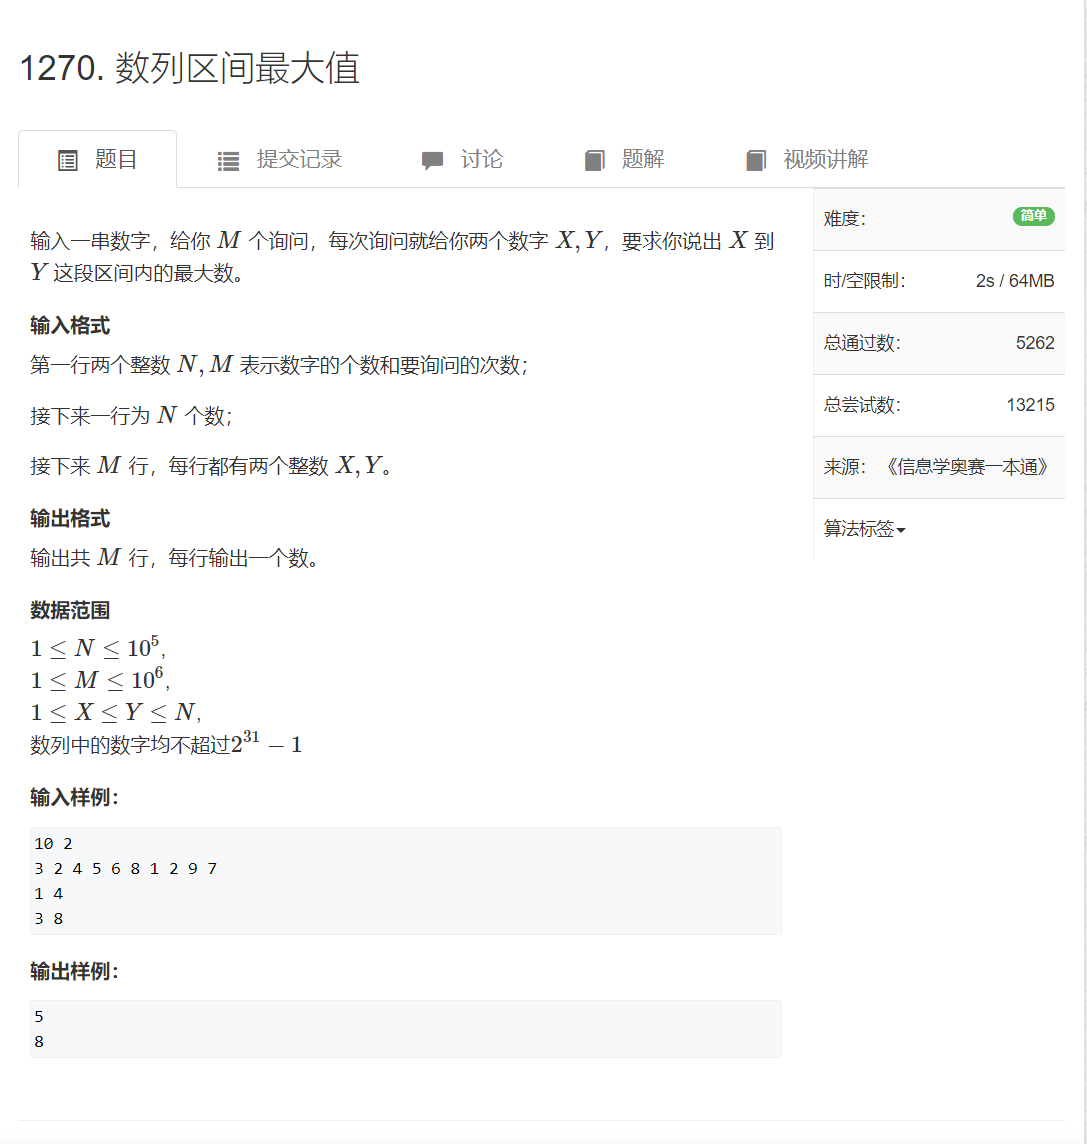 1270. 数列区间最大值
题目 提交记录 讨论 题解 视频讲解
输入一串数字，给你 M 个询问，每次询问就给你两个数字 X,Y，要求你说出 X 到
Y 这段区间内的最大数。
输入格式
第一行两个整数 N,M 表示数字的个数和要询问的次数；
接下来一行为 N 个数；
接下来 M 行，每行都有两个整数 X,Y。
输出格式
输出共 M 行，每行输出一个数。
数据范围
1 ≤ N ≤ 10^5,
1 ≤ M ≤ 10^6,
1 ≤ X ≤ Y ≤ N,
数列中的数字均不超过2^31 − 1
输入样例：
10 2
3 2 4 5 6 8 1 2 9 7
1 4
3 8
输出样例：
5
8
难度： 简单
时/空限制： 2s / 64MB
总通过数： 5262
总尝试数： 13215
来源： 《信息学奥赛一本通》
算法标签